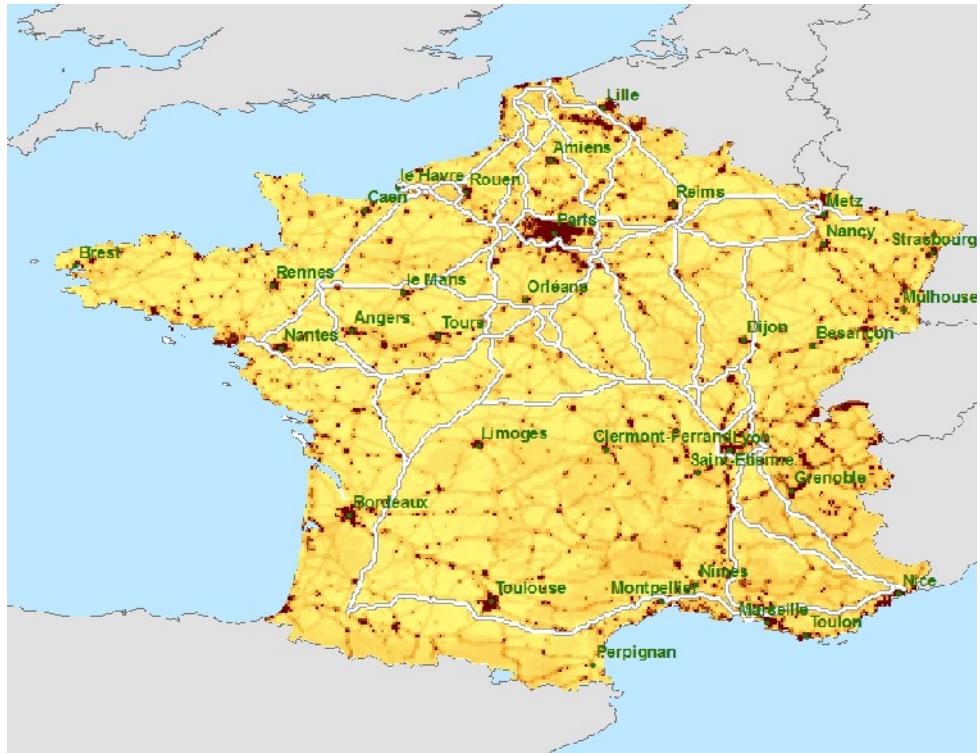 Lille
Amiens
le Havre
Rouen
Caen
Reims
Metz
Paris
Nancy
Strasbourg
Brest
Rennes
le Mans
Orléans
Mulhouse
Angers
Tours
Nantes
Dijon
Besançon
Limoges
Clermont-Ferrand
Lyon
Saint-Etienne
Grenoble
Bordeaux
Nîmes
Toulouse
Montpellier
Nice
Marseille
Toulon
Perpignan